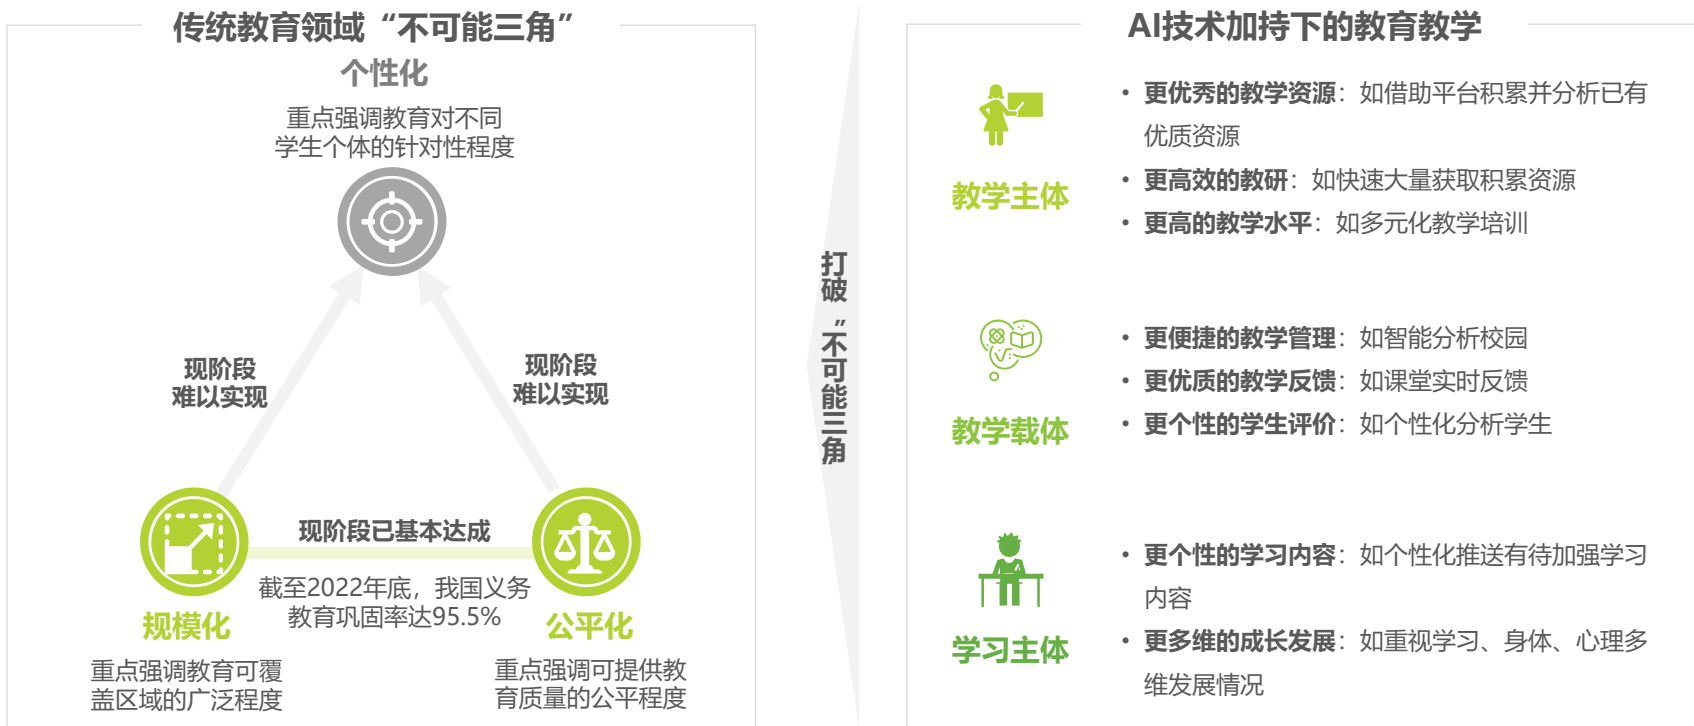 传统教育领域“不可能三角”
个性化
重点强调教育对不同
学生个体的针对性程度
现阶段
难以实现
现阶段
难以实现
现阶段已基本达成
截至2022年底，我国义务
教育巩固率达95.5%
规模化
重点强调教育可覆
盖区域的广泛程度
公平化
重点强调可提供教
育质量的公平程度
打破“不可能三角”
AI技术加持下的教育教学
教学主体
• 更优秀的教学资源：如借助平台积累并分析已有
优质资源
• 更高效的教研：如快速大量获取积累资源
• 更高的教学水平：如多元化教学培训
教学载体
• 更便捷的教学管理：如智能分析校园
• 更优质的教学反馈：如课堂实时反馈
• 更个性的学生评价：如个性化分析学生
学习主体
• 更个性的学习内容：如个性化推送有待加强学习
内容
• 更多维的成长发展：如重视学习、身体、心理多
维发展情况